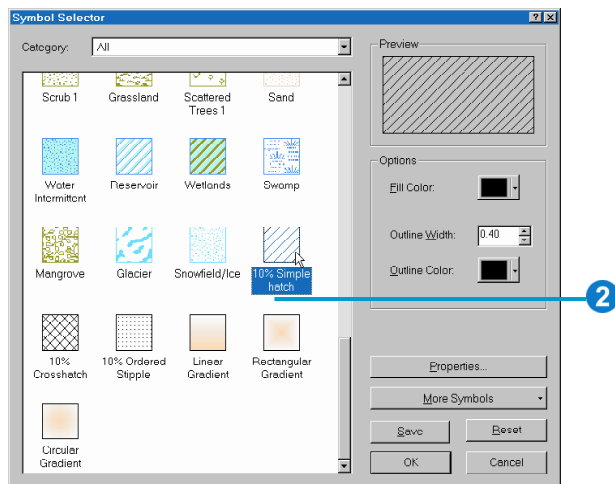 Symbol Selector
Category: All
Scrub 1 Grassland Scattered Trees 1 Sand
Water Intermittent Reservoir Wetlands Swamp
Mangrove Glacier Snowfield/Ice 10% Simple hatch
10% Crosshatch 10% Ordered Stipple Linear Gradient Rectangular Gradient
Circular Gradient
Preview
Options
Fill Color:
Outline Width: 0.40
Outline Color:
2
Properties...
More Symbols
Save Reset
OK Cancel